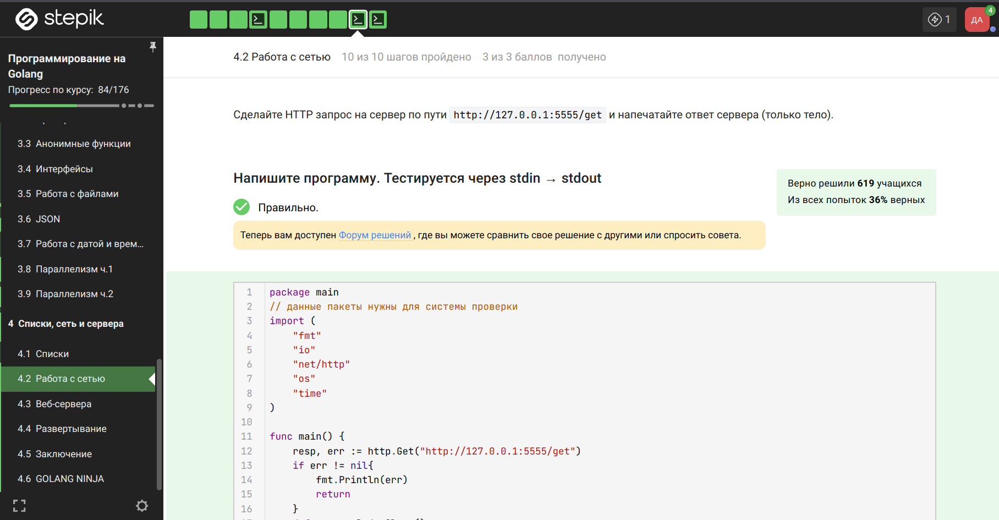 stepik
1
ДА
4
Программирование на
Golang
Прогресс по курсу: 84/176
3.3 Анонимные функции
3.4 Интерфейсы
3.5 Работа с файлами
3.6 JSON
3.7 Работа с датой и врем...
3.8 Параллелизм ч.1
3.9 Параллелизм ч.2
4 Списки, сеть и сервера
4.1 Списки
4.2 Работа с сетью
4.3 Веб-сервера
4.4 Развертывание
4.5 Заключение
4.6 GOLANG NINJA
4.2 Работа с сетью 10 из 10 шагов пройдено 3 из 3 баллов получено
Сделайте HTTP запрос на сервер по пути http://127.0.0.1:5555/get и напечатайте ответ сервера (только тело).
Напишите программу. Тестируется через stdin → stdout
Верно решили 619 учащихся
Из всех попыток 36% верных
Правильно.
Теперь вам доступен Форум решений , где вы можете сравнить свое решение с другими или спросить совета.
1 package main
2 // данные пакеты нужны для системы проверки
3 import (
4 "fmt"
5 "io"
6 "net/http"
7 "os"
8 "time"
9 )
10
11 func main() {
12 resp, err := http.Get("http://127.0.0.1:5555/get")
13 if err != nil{
14 fmt.Println(err)
15 return
16 }